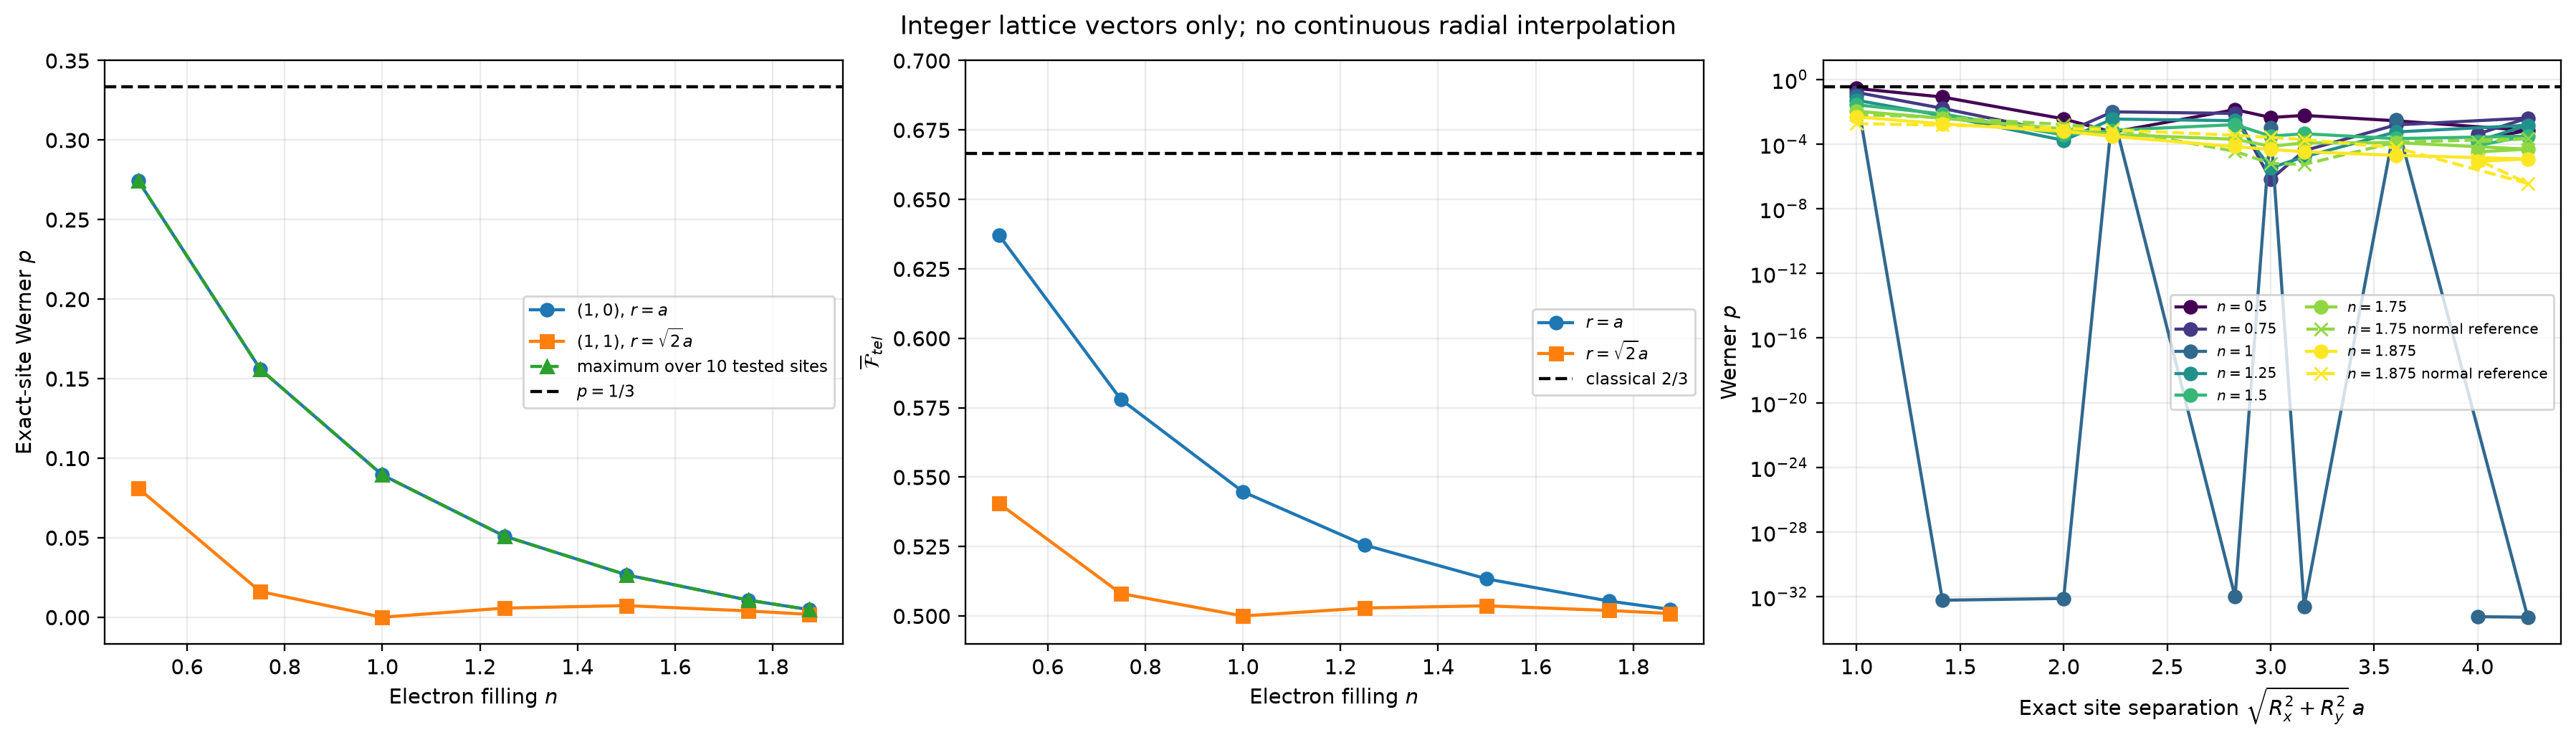 Integer lattice vectors only; no continuous radial interpolation
0.35
0.30
0.25
0.20
0.15
0.10
0.05
0.00
Exact-site Werner p
(1, 0), r = a
(1, 1), r = √2a
maximum over 10 tested sites
p = 1/3
0.6 0.8 1.0 1.2 1.4 1.6 1.8
Electron filling n
0.700
0.675
0.650
0.625
0.600
0.575
0.550
0.525
0.500
ℱ̅_tel
r = a
r = √2a
classical 2/3
0.6 0.8 1.0 1.2 1.4 1.6 1.8
Electron filling n
10⁰
10⁻⁴
10⁻⁸
10⁻¹²
10⁻¹⁶
10⁻²⁰
10⁻²⁴
10⁻²⁸
10⁻³²
Werner p
n = 0.5
n = 0.75
n = 1
n = 1.25
n = 1.5
n = 1.75
n = 1.75 normal reference
n = 1.875
n = 1.875 normal reference
1.0 1.5 2.0 2.5 3.0 3.5 4.0
Exact site separation √(R_x² + R_y²) a